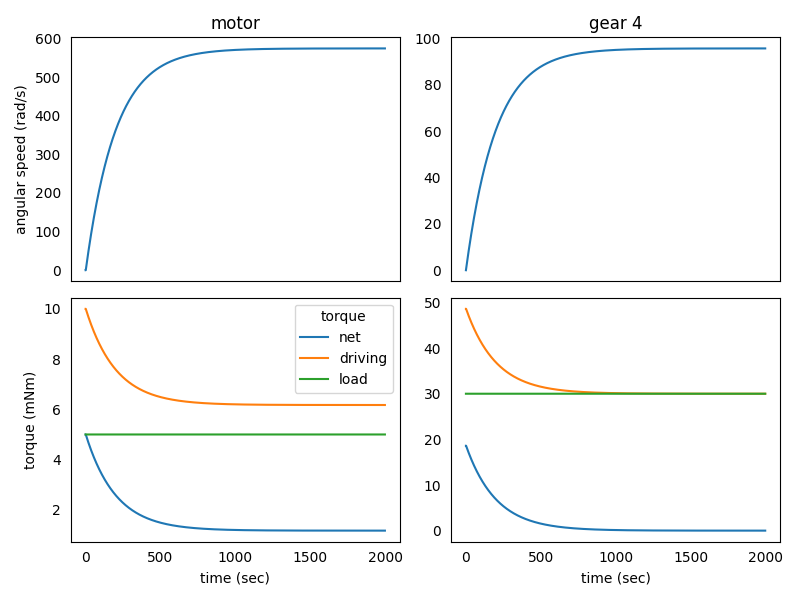 motor
gear 4
angular speed (rad/s)
600
500
400
300
200
100
0
100
80
60
40
20
0
torque (mNm)
10
8
6
4
2
torque
net
driving
load
50
40
30
20
10
0
0 500 1000 1500 2000
0 500 1000 1500 2000
time (sec)
time (sec)